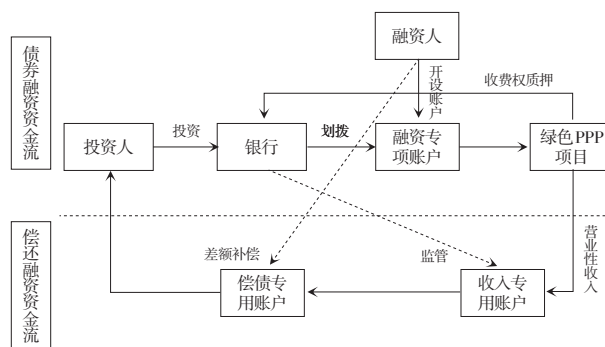 债券融资资金流
融资人
开设账户
收费权质押
投资人
投资
银行
划拨
融资专
项账户
绿色PPP
项目
偿还融资资金流
差额补偿
监管
营业性收入
偿债专
用账户
收入专
用账户